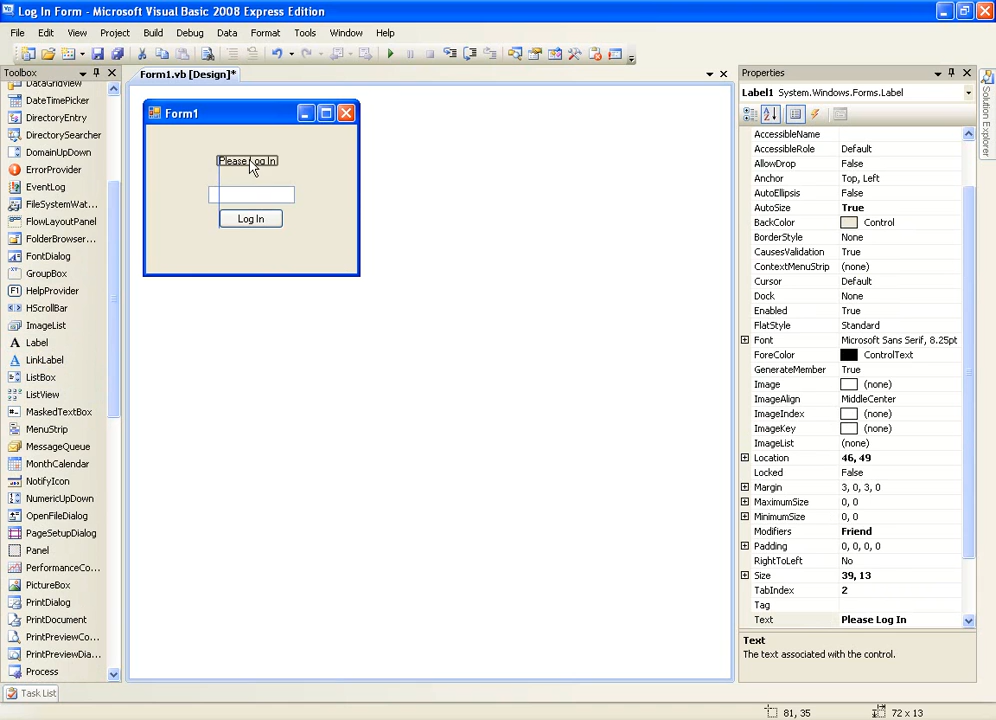 Log In Form - Microsoft Visual Basic 2008 Express Edition
File Edit View Project Build Debug Data Format Tools Window Help
Toolbox
DataGridView
DateTimePicker
DirectoryEntry
DirectorySearcher
DomainUpDown
ErrorProvider
EventLog
FileSystemWat...
FlowLayoutPanel
FolderBrowser...
FontDialog
GroupBox
HelpProvider
HScrollBar
ImageList
Label
LinkLabel
ListBox
ListView
MaskedTextBox
MenuStrip
MessageQueue
MonthCalendar
NotifyIcon
NumericUpDown
OpenFileDialog
PageSetupDialog
Panel
PerformanceCo...
PictureBox
PrintDialog
PrintDocument
PrintPreviewCo...
PrintPreviewDia...
Process
Task List
Form1.vb [Design]*
Form1
Please Log In
Log In
Properties
Label1 System.Windows.Forms.Label
AccessibleName
AccessibleRole Default
AllowDrop False
Anchor Top, Left
AutoEllipsis False
AutoSize True
BackColor Control
BorderStyle None
CausesValidation True
ContextMenuStrip (none)
Cursor Default
Dock None
Enabled True
FlatStyle Standard
Font Microsoft Sans Serif, 8.25pt
ForeColor ControlText
GenerateMember True
Image (none)
ImageAlign MiddleCenter
ImageIndex (none)
ImageKey (none)
ImageList (none)
Location 46, 49
Locked False
Margin 3, 0, 3, 0
MaximumSize 0, 0
MinimumSize 0, 0
Modifiers Friend
Padding 0, 0, 0, 0
RightToLeft No
Size 39, 13
TabIndex 2
Tag
Text Please Log In
Text
The text associated with the control.
Solution Explorer
81, 35 72 x 13